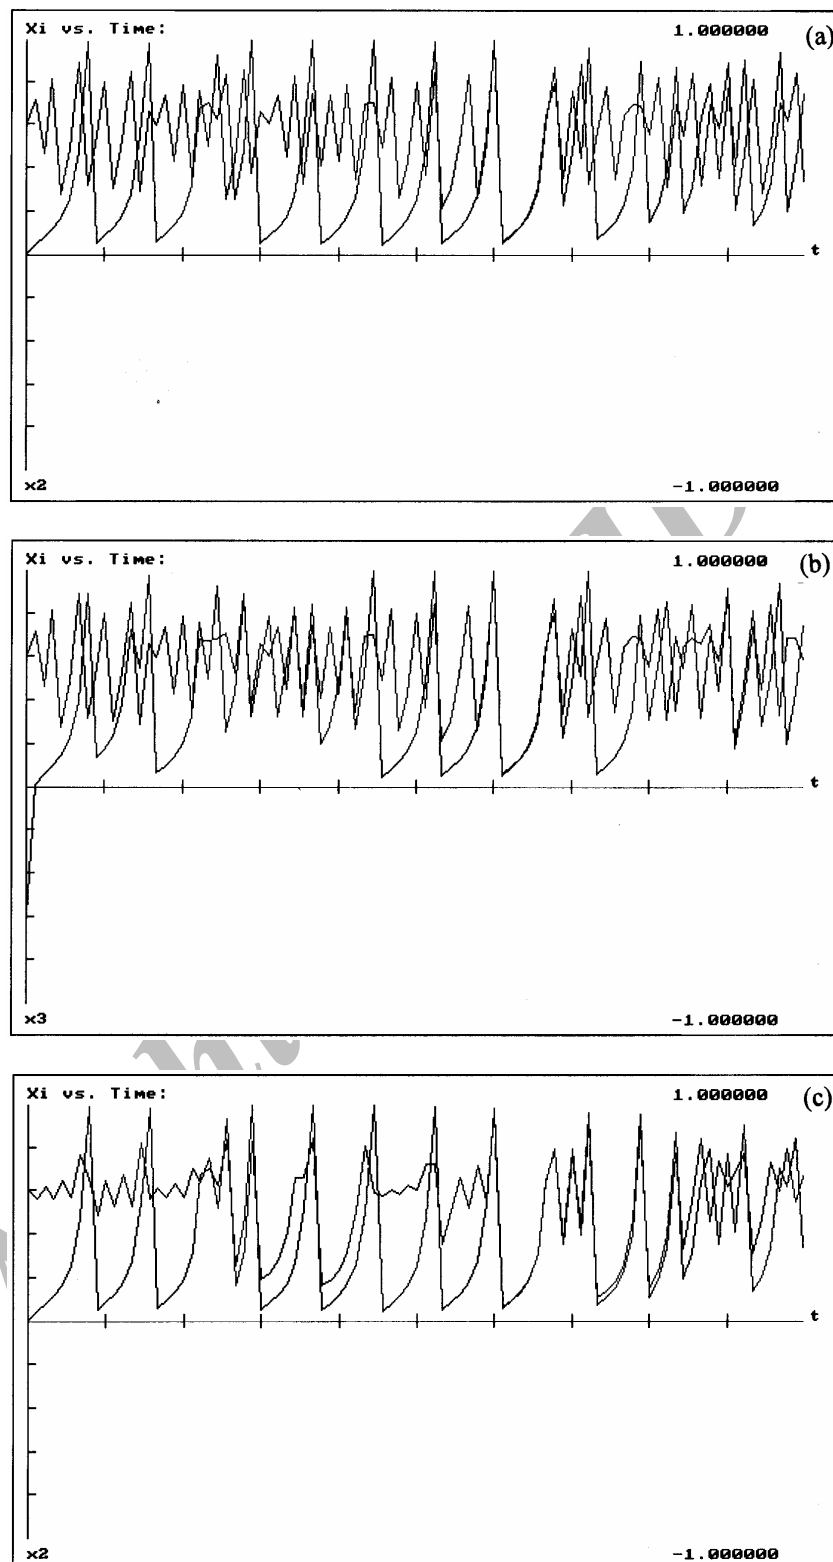 Xi vs. Time: 1.000000 (a)
t
x2 -1.000000
Xi vs. Time: 1.000000 (b)
t
x3 -1.000000
Xi vs. Time: 1.000000 (c)
t
x2 -1.000000